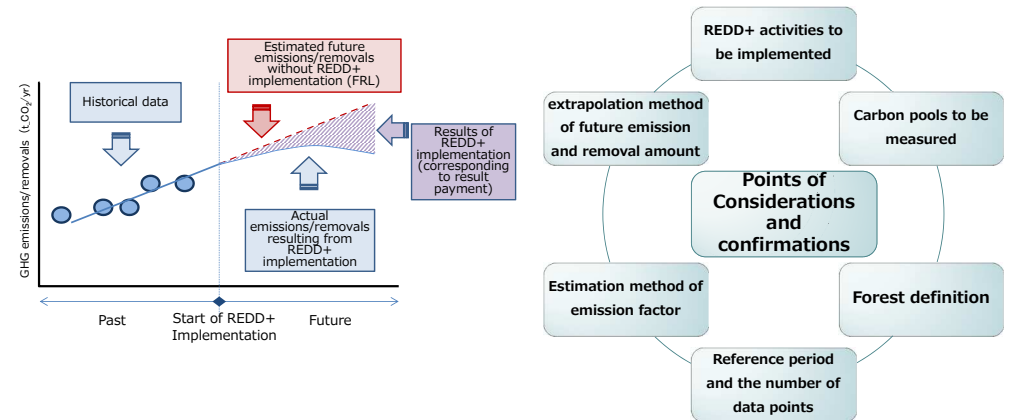 Estimated future
emissions/removals
without REDD+
implementation (FRL)
Historical data
GHG emissions/removals (t_CO₂/yr)
Results of
REDD+
implementation
(corresponding
to result
payment)
Actual
emissions/removals
resulting from
REDD+
implementation
Past
Start of REDD+
Implementation
Future
REDD+ activities to
be implemented
extrapolation method
of future emission
and removal amount
Carbon pools to be
measured
Points of
Considerations
and
confirmations
Estimation method of
emission factor
Forest definition
Reference period
and the number of
data points